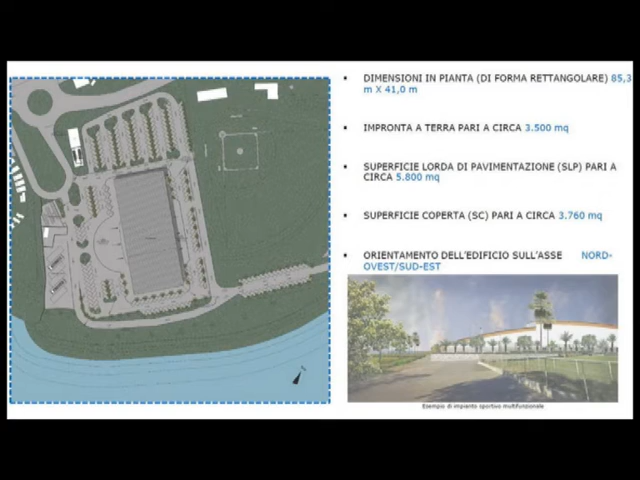 DIMENSIONI IN PIANTA (DI FORMA RETTANGOLARE) 85,3
m X 41,0 m
IMPRONTA A TERRA PARI A CIRCA 3.500 mq
SUPERFICIE LORDA DI PAVIMENTAZIONE (SLP) PARI A
CIRCA 5.800 mq
SUPERFICIE COPERTA (SC) PARI A CIRCA 3.760 mq
ORIENTAMENTO DELL'EDIFICIO SULL'ASSE NORD-
OVEST/SUD-EST
Esempio di impianto sportivo multifunzionale